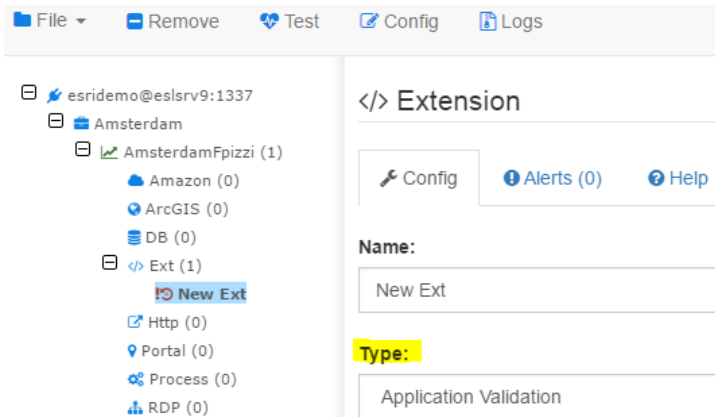 File Remove Test Config Logs
esridemo@eslsrv9:1337
Amsterdam
AmsterdamFpizzi (1)
Amazon (0)
ArcGIS (0)
DB (0)
Ext (1)
New Ext
Http (0)
Portal (0)
Process (0)
RDP (0)
</> Extension
Config Alerts (0) Help
Name:
New Ext
Type:
Application Validation